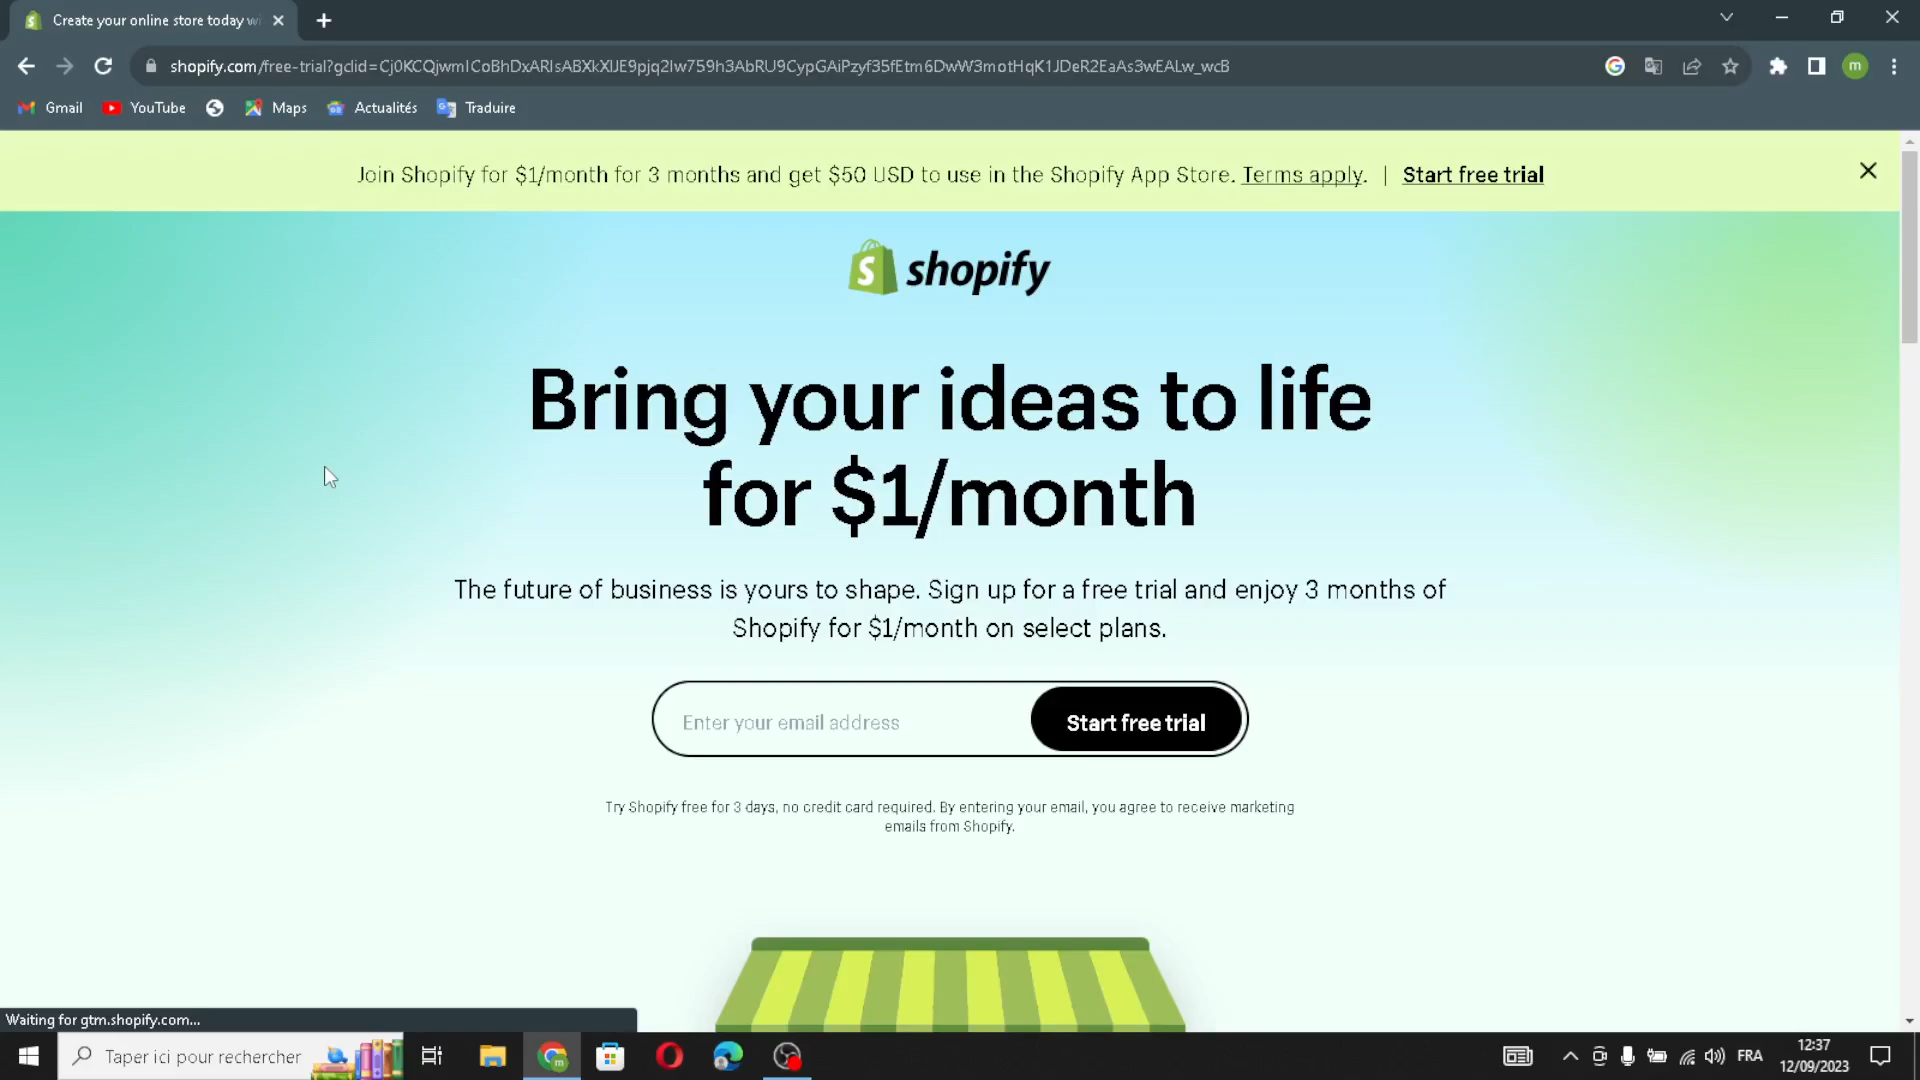 Create your online store today wi
shopify.com/free-trial?gclid=Cj0KCQjwmICoBhDxARIsABXkXlJE9pjq2Iw759h3AbRU9CypGAiPzyf35fEtm6DwW3motHqK1JDeR2EaAs3wEALw_wcB
m
Gmail
YouTube
Maps
Actualités
Traduire
Join Shopify for $1/month for 3 months and get $50 USD to use in the Shopify App Store. Terms apply. | Start free trial
shopify
Bring your ideas to life
for $1/month
The future of business is yours to shape. Sign up for a free trial and enjoy 3 months of
Shopify for $1/month on select plans.
Enter your email address
Start free trial
Try Shopify free for 3 days, no credit card required. By entering your email, you agree to receive marketing
emails from Shopify.
Waiting for gtm.shopify.com...
Taper ici pour rechercher
FRA
12:37
12/09/2023